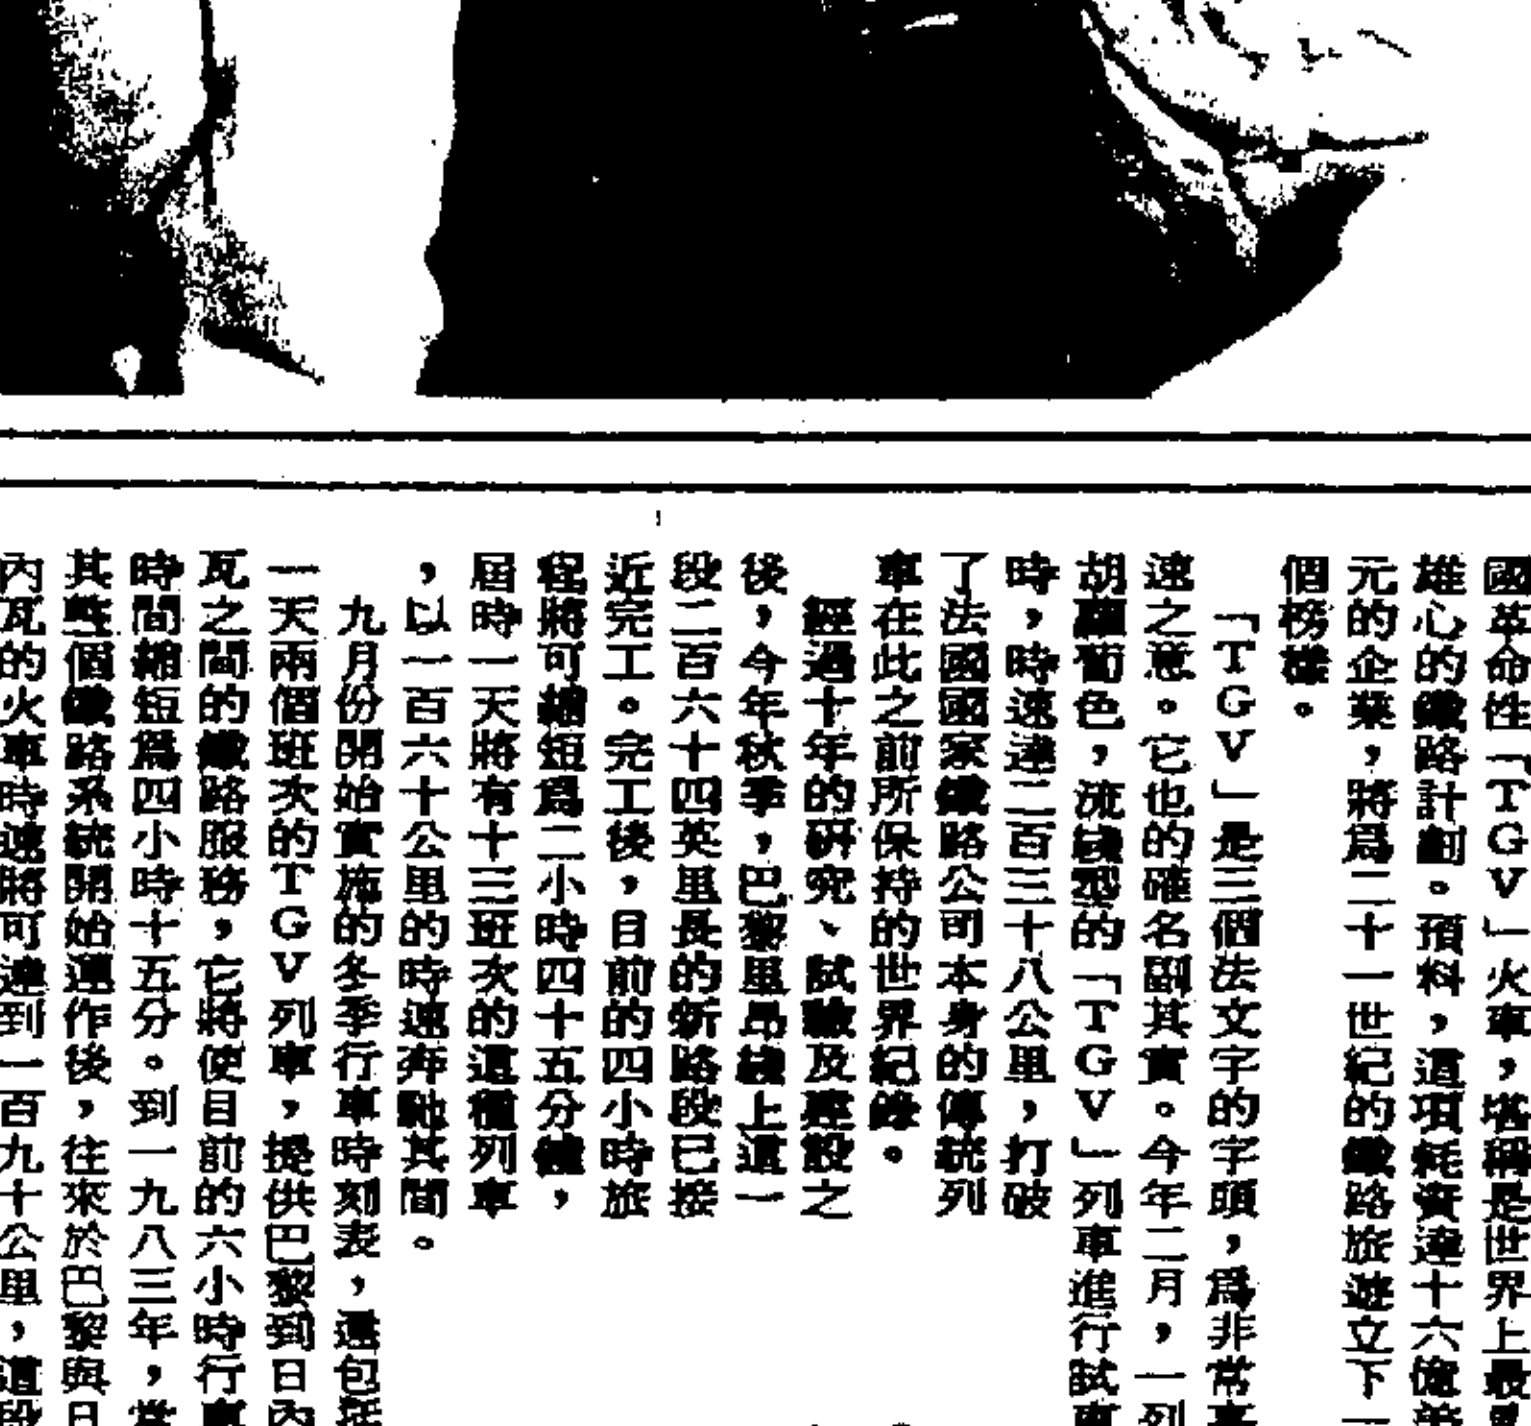 國革命性「TGV」火車，堪稱是世界上最
雄心的鐵路計劃。預料，這項耗資達十六億美
元的企業，將爲二十一世紀的鐵路旅遊立下一
個榜樣。
「TGV」是三個法文字的字頭，爲非常高
速之意。它也的確名副其實。今年二月，一列
胡蘿蔔色，流綫型的「TGV」列車進行試車
時，時速達二百三十八公里，打破
了法國國家鐵路公司本身的傳統列
車在此之前所保持的世界紀錄。
經過十年的研究、試驗及建設之
後，今年秋季，巴黎里昂綫上這一
段二百六十四英里長的新路段已接
近完工。完工後，目前的四小時旅
程將可縮短爲二小時四十五分鐘，
屆時一天將有十三班次的這種列車
，以一百六十公里的時速奔馳其間。
九月份開始實施的冬季行車時刻表，還包括
一天兩個班次的TGV列車，提供巴黎到日內
瓦之間的鐵路服務，它將使目前的六小時行車
時間縮短爲四小時十五分。到一九八三年，當
其整個鐵路系統開始運作後，往來於巴黎與日
內瓦的火車時速將可達到一百九十公里，這段